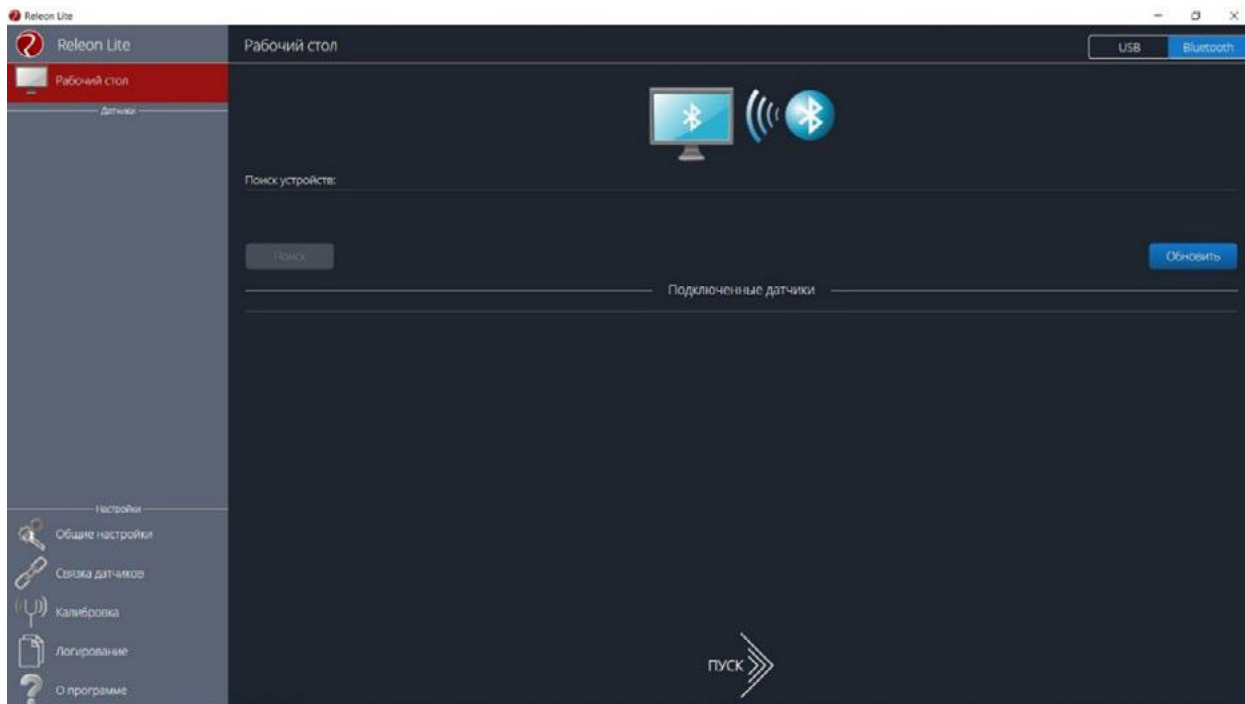 Releon Lite
Releon Lite
Рабочий стол
USB
Bluetooth
Рабочий стол
Датчики
Поиск устройств:
Поиск
Обновить
Подключенные датчики
Настройки
Общие настройки
Связка датчиков
Калибровка
Логирование
О программе
ПУСК